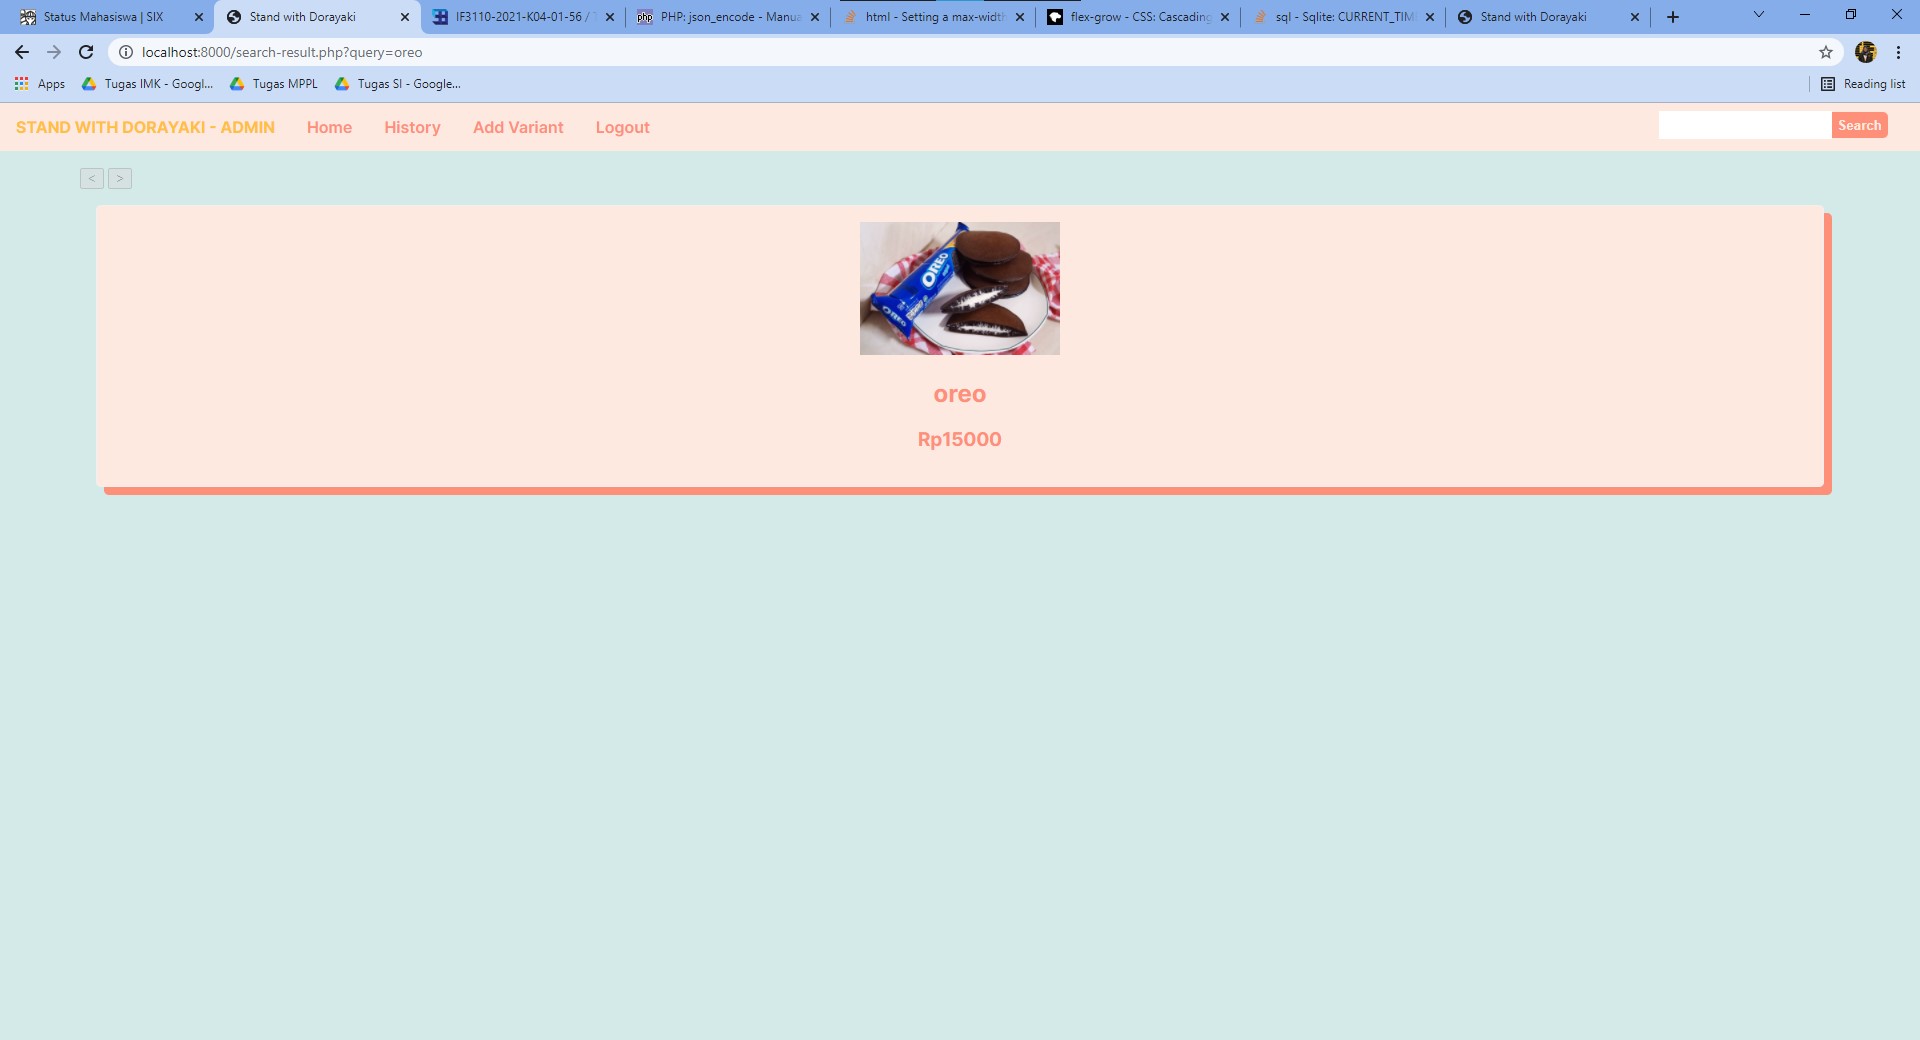 Status Mahasiswa | SIX
Stand with Dorayaki
IF3110-2021-K04-01-56 /
php PHP: json_encode - Manua
html - Setting a max-width
flex-grow - CSS: Cascading
sql - Sqlite: CURRENT_TIM
Stand with Dorayaki
localhost:8000/search-result.php?query=oreo
Apps
Tugas IMK - Googl...
Tugas MPPL
Tugas SI - Google...
Reading list
STAND WITH DORAYAKI - ADMIN
Home
History
Add Variant
Logout
Search
< >
OREO
OREO
oreo
Rp15000